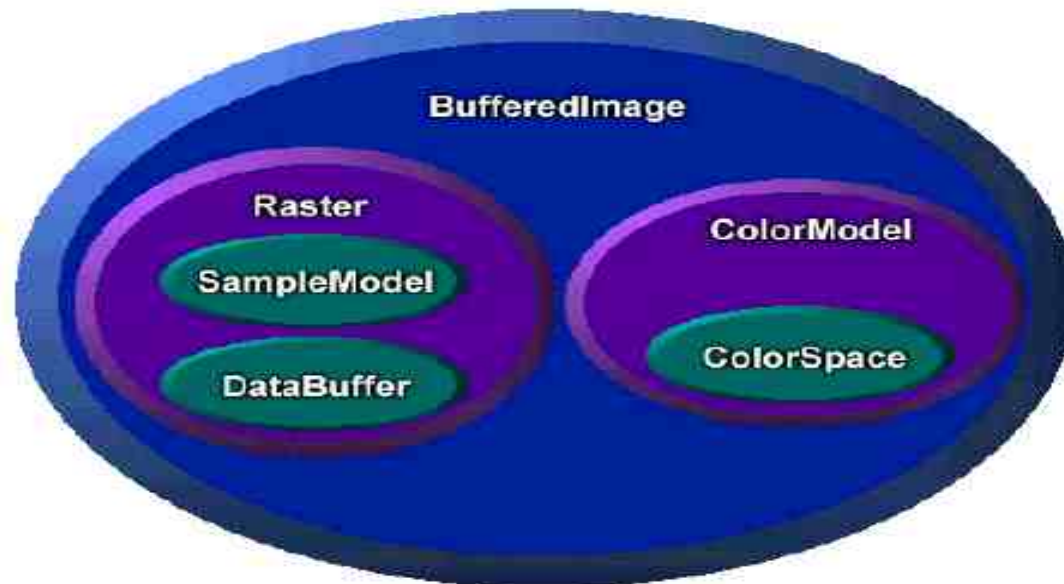 BufferedImage
Raster
SampleModel
DataBuffer
ColorModel
ColorSpace